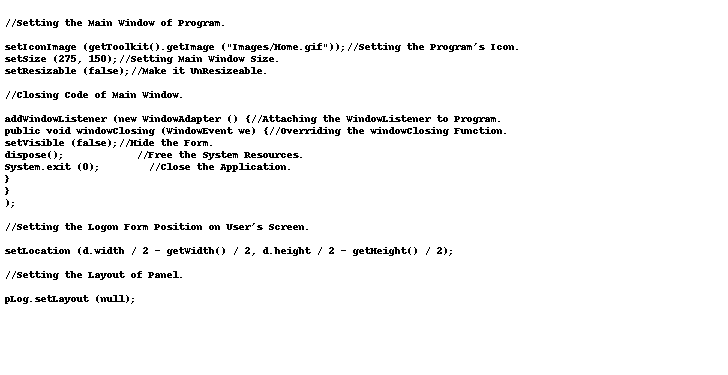 //Setting the Main Window of Program.
setIconImage (getToolkit().getImage ("Images/Home.gif"));//Setting the Program's Icon.
setSize (275, 150);//Setting Main Window Size.
setResizable (false);//Make it UnResizeable.
//Closing Code of Main Window.
addWindowListener (new WindowAdapter () {//Attaching the WindowListener to Program.
public void windowClosing (WindowEvent we) {//Overriding the windowClosing Function.
setVisible (false);//Hide the Form.
dispose();            //Free the System Resources.
System.exit (0);        //Close the Application.
}
}
);
//Setting the Logon Form Position on User's Screen.
setLocation (d.width / 2 - getWidth() / 2, d.height / 2 - getHeight() / 2);
//Setting the Layout of Panel.
pLog.setLayout (null);